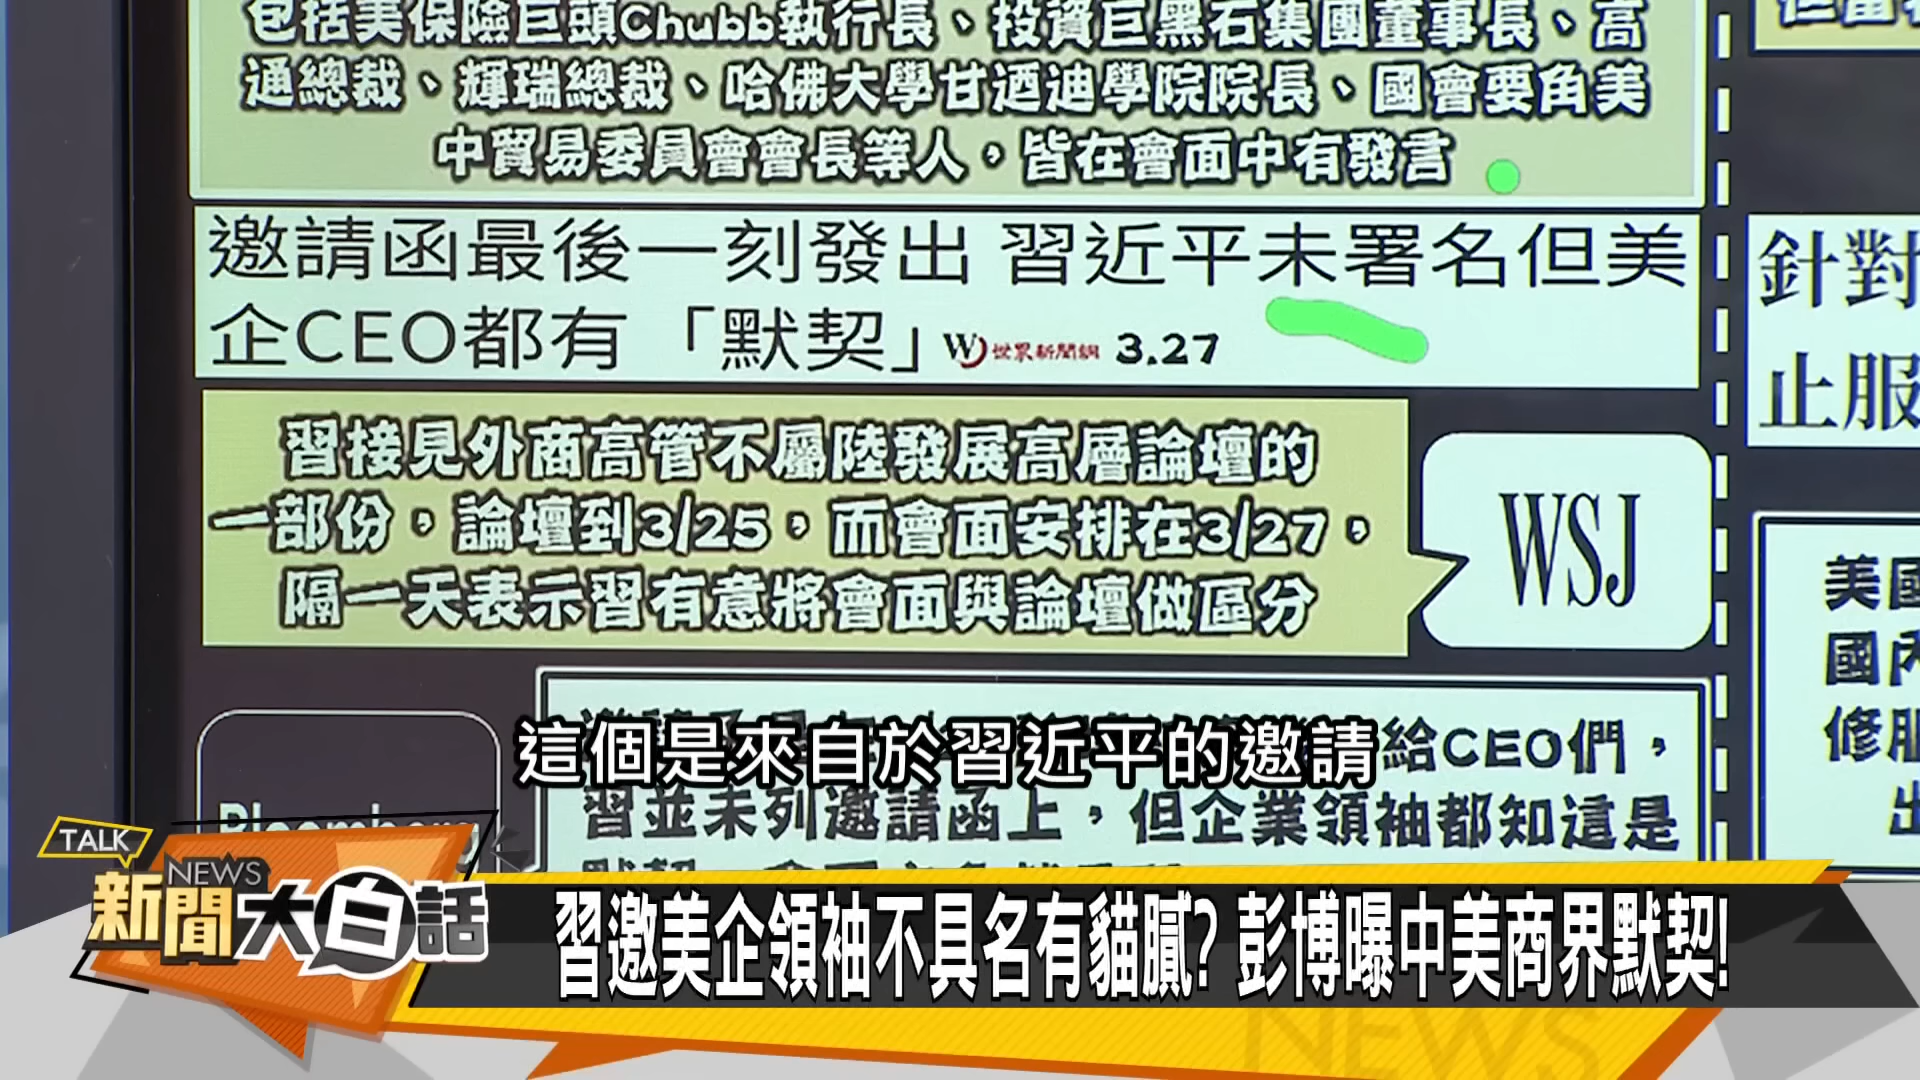 包括美保險巨頭Chubb執行長、投資巨黑石集團董事長、高
通總裁、輝瑞總裁、哈佛大學甘迺迪學院院長、國會要角美
中貿易委員會會長等人，皆在會面中有發言
邀請函最後一刻發出 習近平未署名但美
企CEO都有「默契」W世界新聞網 3.27
習接見外商高管不屬陸發展高層論壇的
一部份，論壇到3/25，而會面安排在3/27，
隔一天表示習有意將會面與論壇做區分
WSJ
針對
止服
美國
國內
修服
出
給CEO們，
習並未列邀請函上，但企業領袖都知這是
Bloomberg
這個是來自於習近平的邀請
TALK
NEWS
新聞大白話
習邀美企領袖不具名有貓膩? 彭博曝中美商界默契!
NEWS